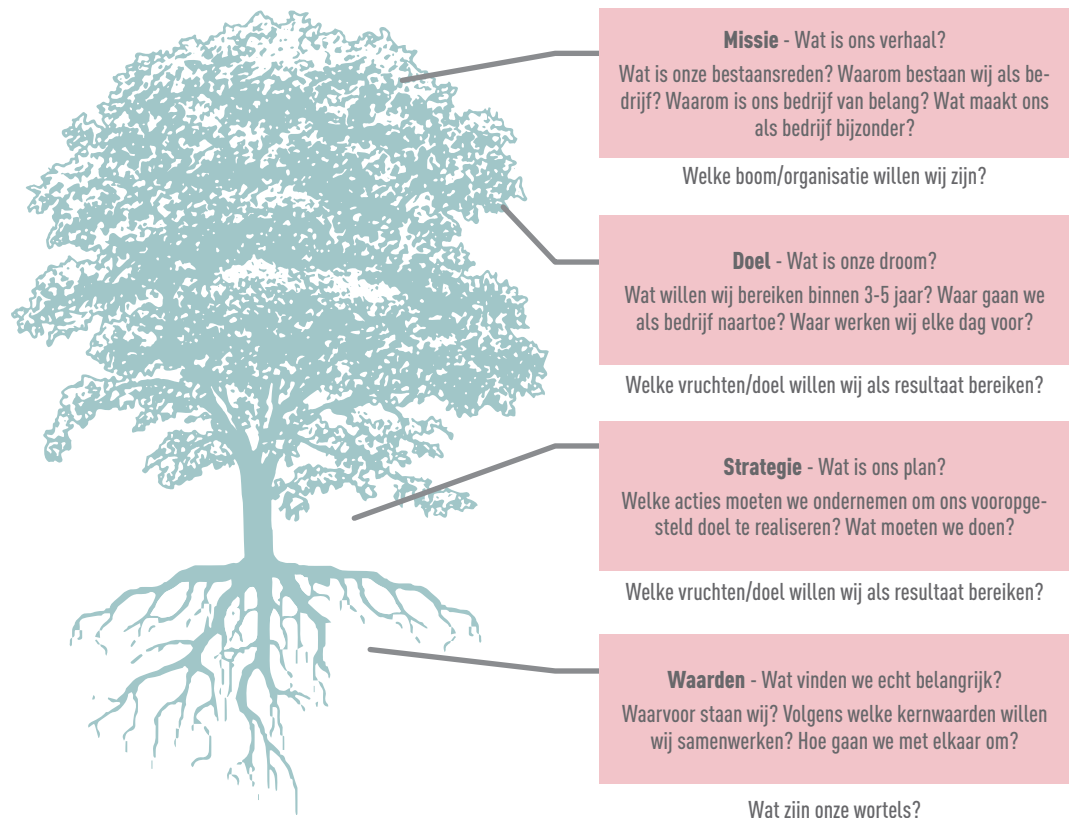 Missie - Wat is ons verhaal?
Wat is onze bestaansreden? Waarom bestaan wij als be-
drijf? Waarom is ons bedrijf van belang? Wat maakt ons
als bedrijf bijzonder?
Welke boom/organisatie willen wij zijn?
Doel - Wat is onze droom?
Wat willen wij bereiken binnen 3-5 jaar? Waar gaan we
als bedrijf naartoe? Waar werken wij elke dag voor?
Welke vruchten/doel willen wij als resultaat bereiken?
Strategie - Wat is ons plan?
Welke acties moeten we ondernemen om ons vooropge-
steld doel te realiseren? Wat moeten we doen?
Welke vruchten/doel willen wij als resultaat bereiken?
Waarden - Wat vinden we echt belangrijk?
Waarvoor staan wij? Volgens welke kernwaarden willen
wij samenwerken? Hoe gaan we met elkaar om?
Wat zijn onze wortels?